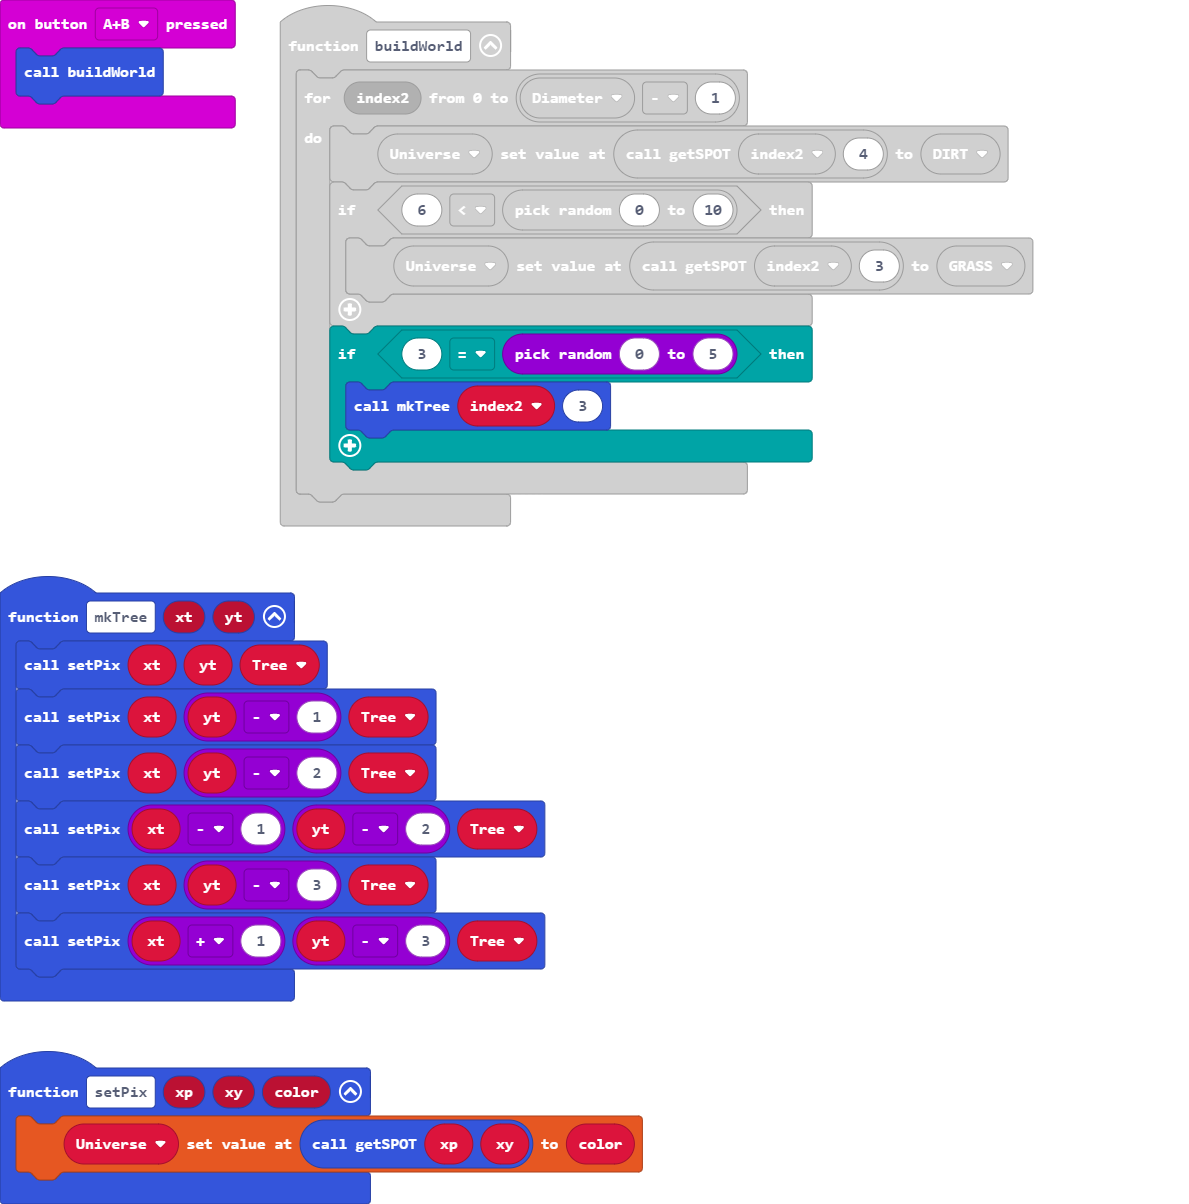 on button A+B pressed
call buildWorld
function buildWorld
for index2 from 0 to Diameter - 1
do
Universe set value at call getSPOT index2 4 to DIRT
if 6 < pick random 0 to 10 then
Universe set value at call getSPOT index2 3 to GRASS
if 3 = pick random 0 to 5 then
call mkTree index2 3
function mkTree xt yt
call setPix xt yt Tree
call setPix xt yt - 1 Tree
call setPix xt yt - 2 Tree
call setPix xt - 1 yt - 2 Tree
call setPix xt yt - 3 Tree
call setPix xt + 1 yt - 3 Tree
function setPix xp xy color
Universe set value at call getSPOT xp xy to color